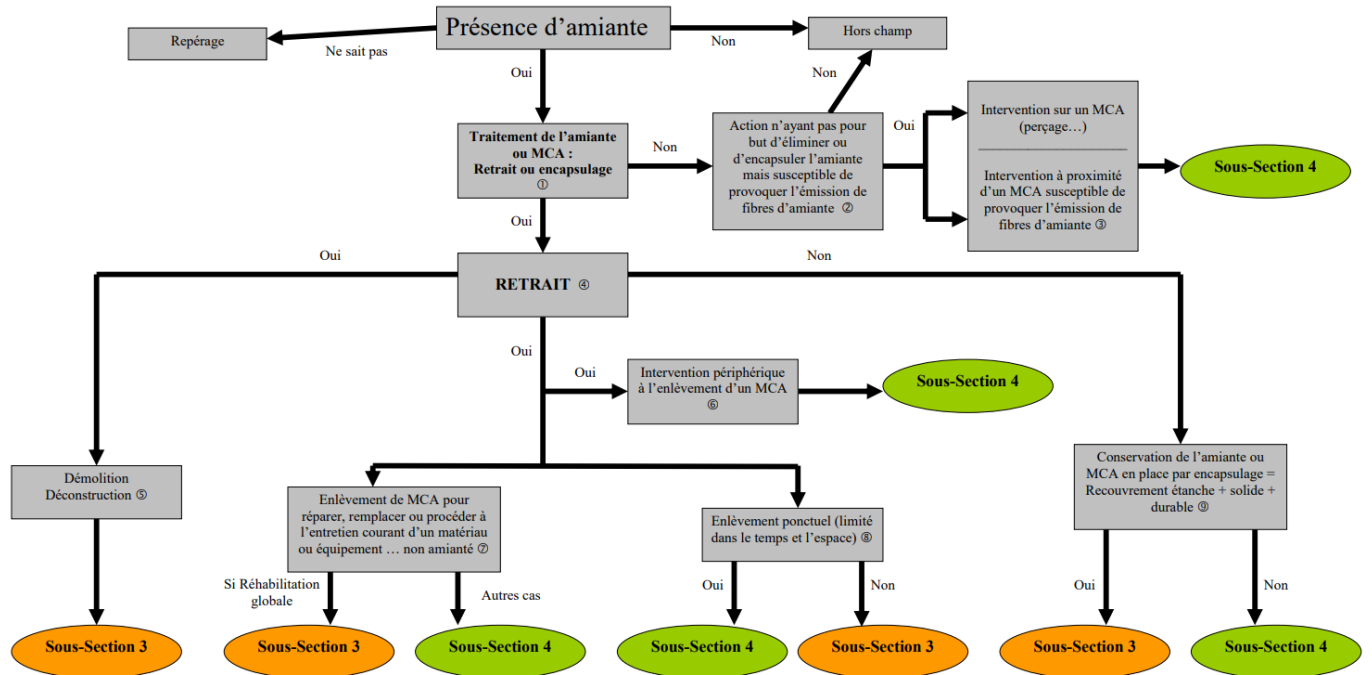 Présence d’amiante
Repérage
Ne sait pas
Non
Hors champ
Oui
Non
Traitement de l’amiante
ou MCA :
Retrait ou encapsulage
①
Non
Action n’ayant pas pour
but d’éliminer ou
d’encapsuler l’amiante
mais susceptible de
provoquer l’émission de
fibres d’amiante ②
Oui
Intervention sur un MCA
(perçage…)
Intervention à proximité
d’un MCA susceptible de
provoquer l’émission de
fibres d’amiante ③
Sous-Section 4
Oui
Oui
RETRAIT ④
Non
Oui
Oui
Intervention périphérique
à l’enlèvement d’un MCA
⑥
Sous-Section 4
Démolition
Déconstruction ⑤
Enlèvement de MCA pour
réparer, remplacer ou procéder à
l’entretien courant d’un matériau
ou équipement … non amianté ⑦
Enlèvement ponctuel (limité
dans le temps et l’espace) ⑧
Conservation de l’amiante ou
MCA en place par encapsulage =
Recouvrement étanche + solide +
durable ⑨
Si Réhabilitation
globale
Autres cas
Oui
Non
Oui
Non
Sous-Section 3
Sous-Section 3
Sous-Section 4
Sous-Section 4
Sous-Section 3
Sous-Section 3
Sous-Section 4